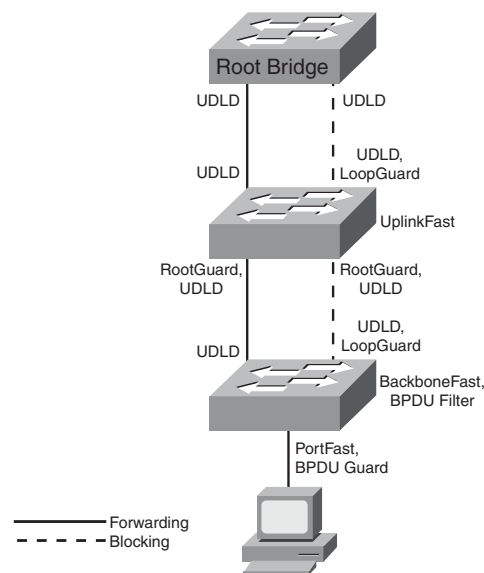 Root Bridge
UDLD
UDLD
UDLD
UDLD,
LoopGuard
UplinkFast
RootGuard,
UDLD
RootGuard,
UDLD
UDLD
UDLD,
LoopGuard
BackboneFast,
BPDU Filter
PortFast,
BPDU Guard
Forwarding
Blocking